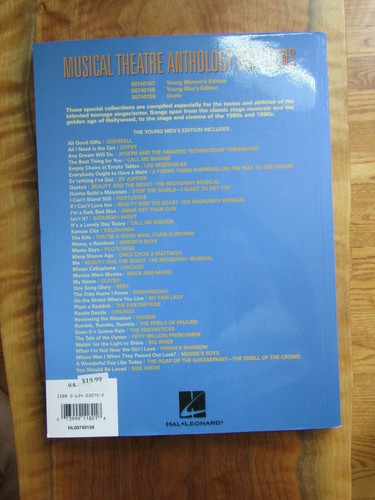 MUSICAL THEATRE ANTHOLOGY FOR TEENS
00740157 Young Women's Edition
00740158 Young Men's Edition
00740159 Duets
These special collections are compiled especially for the tastes and abilities of the
talented teenage singer/actor. Songs span from the classic stage musicals and the
golden age of Hollywood, to the stage and cinema of the 1980s and 1990s.
THE YOUNG MEN'S EDITION INCLUDES:
All Good Gifts • GODSPELL
All I Need Is the Girl • GYPSY
Any Dream Will Do • JOSEPH AND THE AMAZING TECHNICOLOR® DREAMCOAT
The Best Thing for You • CALL ME MADAM
Empty Chairs at Empty Tables • LES MISÉRABLES
Everybody Ought to Have a Maid • A FUNNY THING HAPPENED ON THE WAY TO THE FORUM
Ev'rything I've Got • BY JUPITER
Gaston • BEAUTY AND THE BEAST: THE BROADWAY MUSICAL
Gonna Build a Mountain • STOP THE WORLD—I WANT TO GET OFF
I Can't Stand Still • FOOTLOOSE
If I Can't Love Her • BEAUTY AND THE BEAST: THE BROADWAY MUSICAL
I'm a Bad, Bad Man • ANNIE GET YOUR GUN
Isn't It? • SATURDAY NIGHT
It's a Lovely Day Today • CALL ME MADAM
Kansas City • OKLAHOMA!
The Kite • YOU'RE A GOOD MAN, CHARLIE BROWN
Mama, a Rainbow • MINNIE'S BOYS
Mama Says • FOOTLOOSE
Many Moons Ago • ONCE UPON A MATTRESS
Me • BEAUTY AND THE BEAST: THE BROADWAY MUSICAL
Mister Cellophane • CHICAGO
Movies Were Movies • MACK AND MABEL
My Name • OLIVER!
One Song Glory • RENT
The Only Home I Know • SHENANDOAH
On the Street Where You Live • MY FAIR LADY
Plant a Radish • THE FANTASTICKS
Razzle Dazzle • CHICAGO
Reviewing the Situation • OLIVER!
Rumble, Rumble, Rumble • THE PERILS OF PAULINE
Soon It's Gonna Rain • THE FANTASTICKS
The Tale of the Oyster • FIFTY MILLION FRENCHMEN
Waitin' for the Light to Shine • BIG RIVER
When I'm Not Near the Girl I Love • FINIAN'S RAINBOW
Where Was I When They Passed Out Luck? • MINNIE'S BOYS
A Wonderful Day Like Today • THE ROAR OF THE GREASEPAINT—THE SMELL OF THE CROWD
You Should Be Loved • SIDE SHOW
U.S. $19.99
ISBN 0-634-03073-2
7 73999 11801 6
HL00740158
HAL•LEONARD®